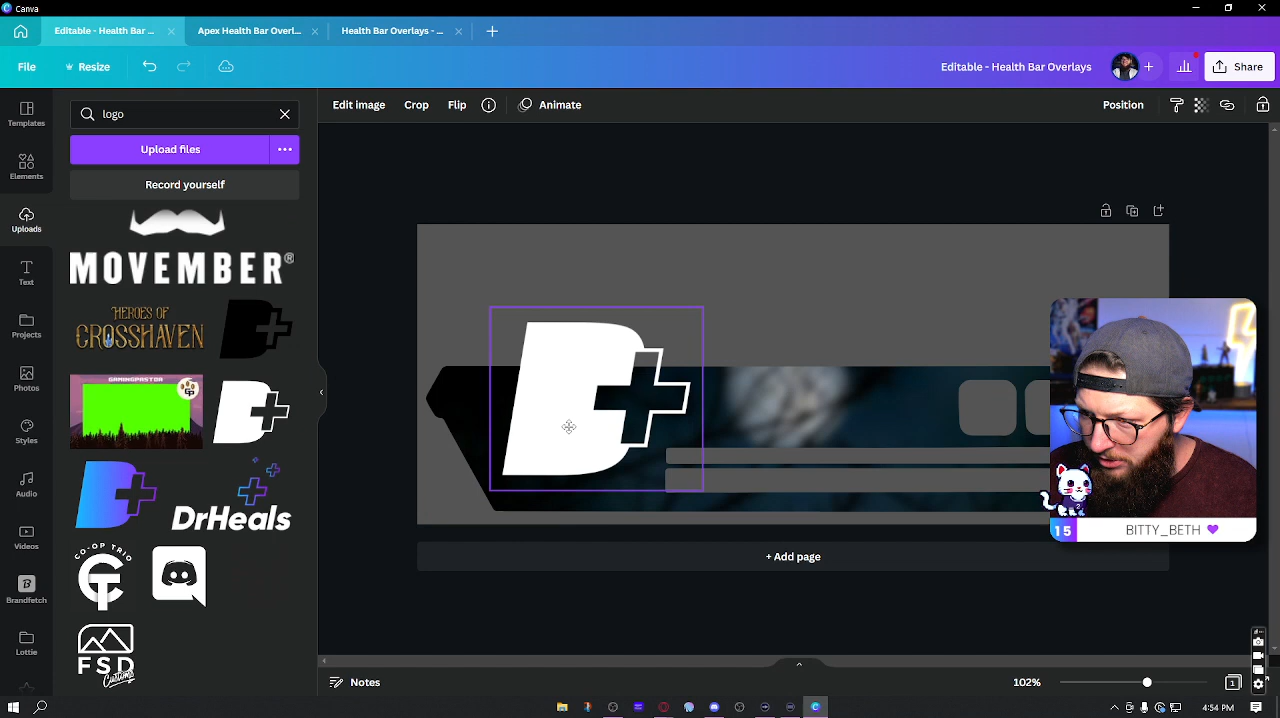 Canva
Editable - Health Bar ...
Apex Health Bar Overl...
Health Bar Overlays - ...
File
Resize
Editable - Health Bar Overlays
Share
Templates
Elements
Uploads
Text
Projects
Photos
Styles
Audio
Videos
Brandfetch
Lottie
logo
Upload files
Record yourself
MOVEMBER®
HEROES OF
CROSSHAVEN
GAMINGPASTOR
DrHeals
CO-OP TRIO
FSD
Customs
Edit image
Crop
Flip
Animate
Position
+ Add page
15
BITTY_BETH
Notes
102%
1
4:54 PM